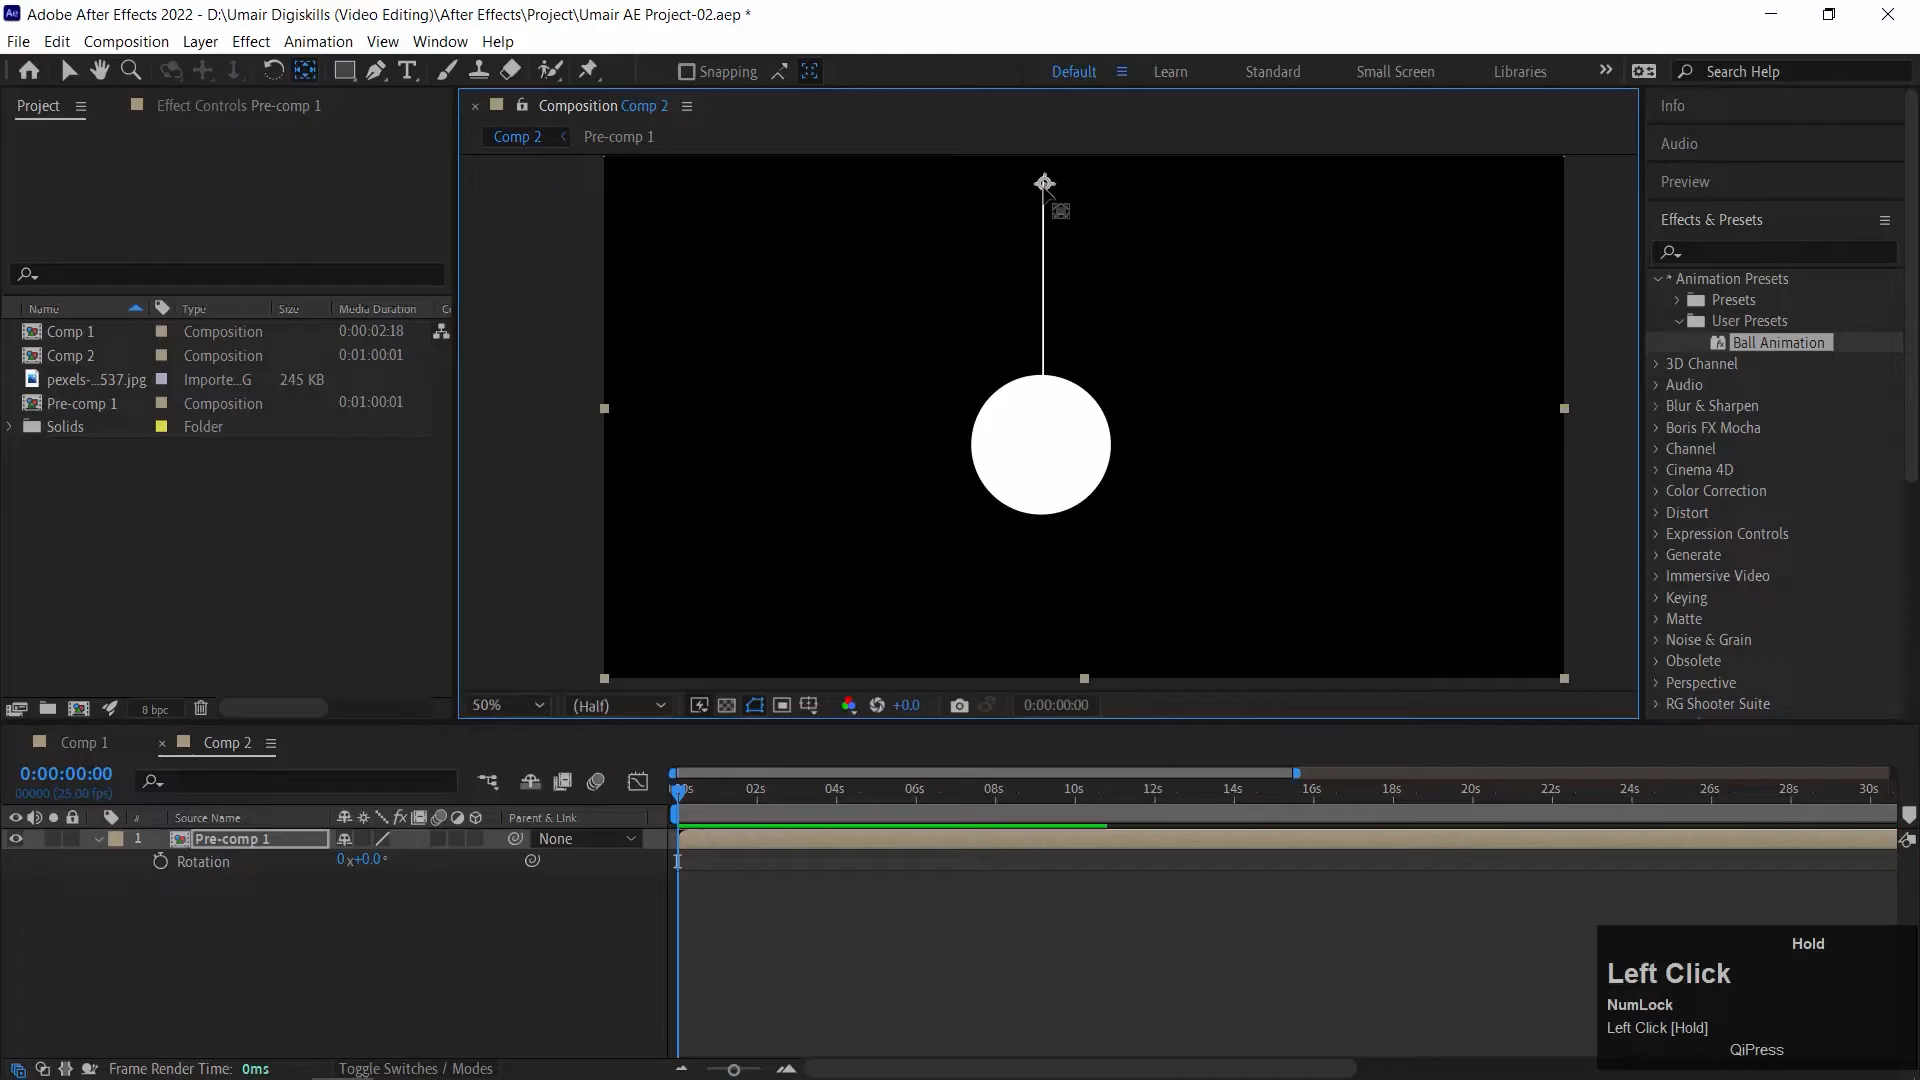 Adobe After Effects 2022 - D:\Umair Digiskills (Video Editing)\After Effects\Project\Umair AE Project-02.aep *
File Edit Composition Layer Effect Animation View Window Help
Snapping Default Learn Standard Small Screen Libraries Search Help
Project Effect Controls Pre-comp 1
Composition Comp 2
Comp 2 Pre-comp 1
Name Type Size Media Duration
Comp 1 Composition 0:00:02:18
Comp 2 Composition 0:01:00:01
pexels-...537.jpg Importe...G 245 KB
Pre-comp 1 Composition 0:01:00:01
Solids Folder
8 bpc
50% (Half) +0.0 0:00:00:00
Info
Audio
Preview
Effects & Presets
* Animation Presets
Presets
User Presets
Ball Animation
3D Channel
Audio
Blur & Sharpen
Boris FX Mocha
Channel
Cinema 4D
Color Correction
Distort
Expression Controls
Generate
Immersive Video
Keying
Matte
Noise & Grain
Obsolete
Perspective
RG Shooter Suite
Comp 1 Comp 2
0:00:00:00
00000 (25.00 fps)
02s 04s 06s 08s 10s 12s 14s 16s 18s 20s 22s 24s 26s 28s 30s
# Source Name Parent & Link
1 Pre-comp 1 None
Rotation 0x+0.0°
Hold
Left Click
NumLock
Left Click [Hold]
QiPress
Frame Render Time: 0ms Toggle Switches / Modes